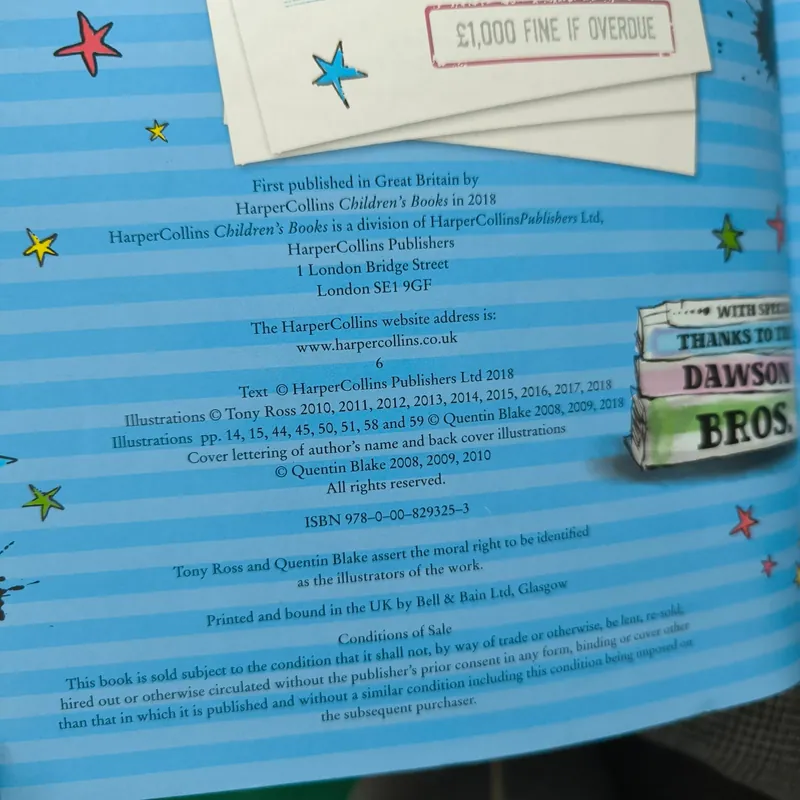 £1,000 FINE IF OVERDUE
First published in Great Britain by
HarperCollins Children's Books in 2018
HarperCollins Children's Books is a division of HarperCollinsPublishers Ltd,
HarperCollins Publishers
1 London Bridge Street
London SE1 9GF
The HarperCollins website address is:
www.harpercollins.co.uk
6
Text © HarperCollins Publishers Ltd 2018
Illustrations © Tony Ross 2010, 2011, 2012, 2013, 2014, 2015, 2016, 2017, 2018
Illustrations pp. 14, 15, 44, 45, 50, 51, 58 and 59 © Quentin Blake 2008, 2009, 2018
Cover lettering of author's name and back cover illustrations
© Quentin Blake 2008, 2009, 2010
All rights reserved.
ISBN 978–0–00–829325–3
Tony Ross and Quentin Blake assert the moral right to be identified
as the illustrators of the work.
Printed and bound in the UK by Bell & Bain Ltd, Glasgow
Conditions of Sale
This book is sold subject to the condition that it shall not, by way of trade or otherwise, be lent, re-sold,
hired out or otherwise circulated without the publisher's prior consent in any form, binding or cover other
than that in which it is published and without a similar condition including this condition being imposed on
the subsequent purchaser.
WITH
THANKS TO
DAWSON
BROS.